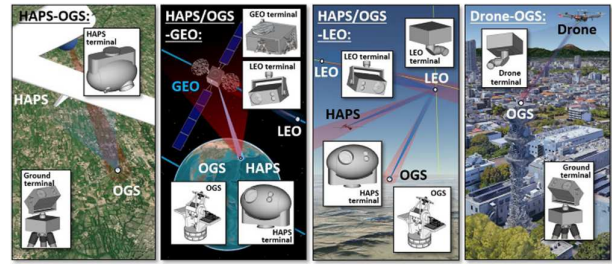 HAPS-OGS:
HAPS
terminal
HAPS
OGS
Ground
terminal
HAPS/OGS
-GEO:
GEO terminal
LEO terminal
GEO
LEO
OGS
HAPS
OGS
HAPS
terminal
HAPS/OGS
-LEO:
LEO
terminal
LEO terminal
LEO
LEO
HAPS
HAPS
terminal
OGS
OGS
Drone-OGS:
Drone
Drone
terminal
OGS
Ground
terminal